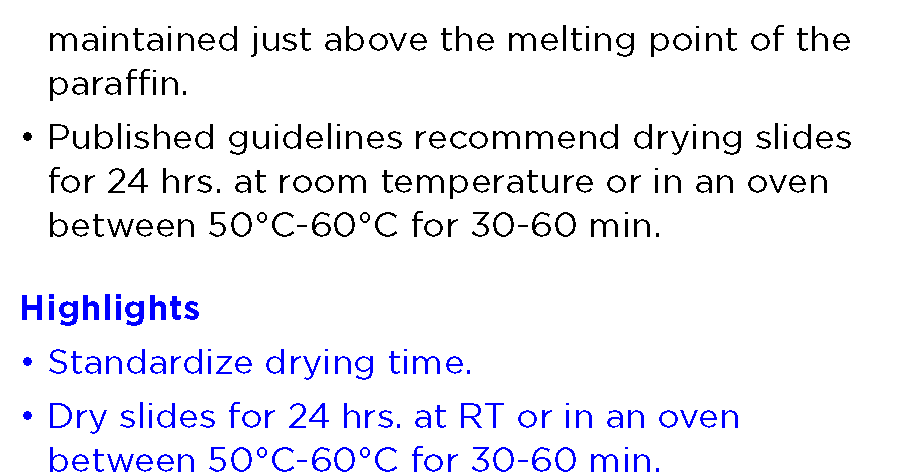 maintained just above the melting point of the
paraffin.
• Published guidelines recommend drying slides
for 24 hrs. at room temperature or in an oven
between 50°C-60°C for 30-60 min.
Highlights
• Standardize drying time.
• Dry slides for 24 hrs. at RT or in an oven
between 50°C-60°C for 30-60 min.